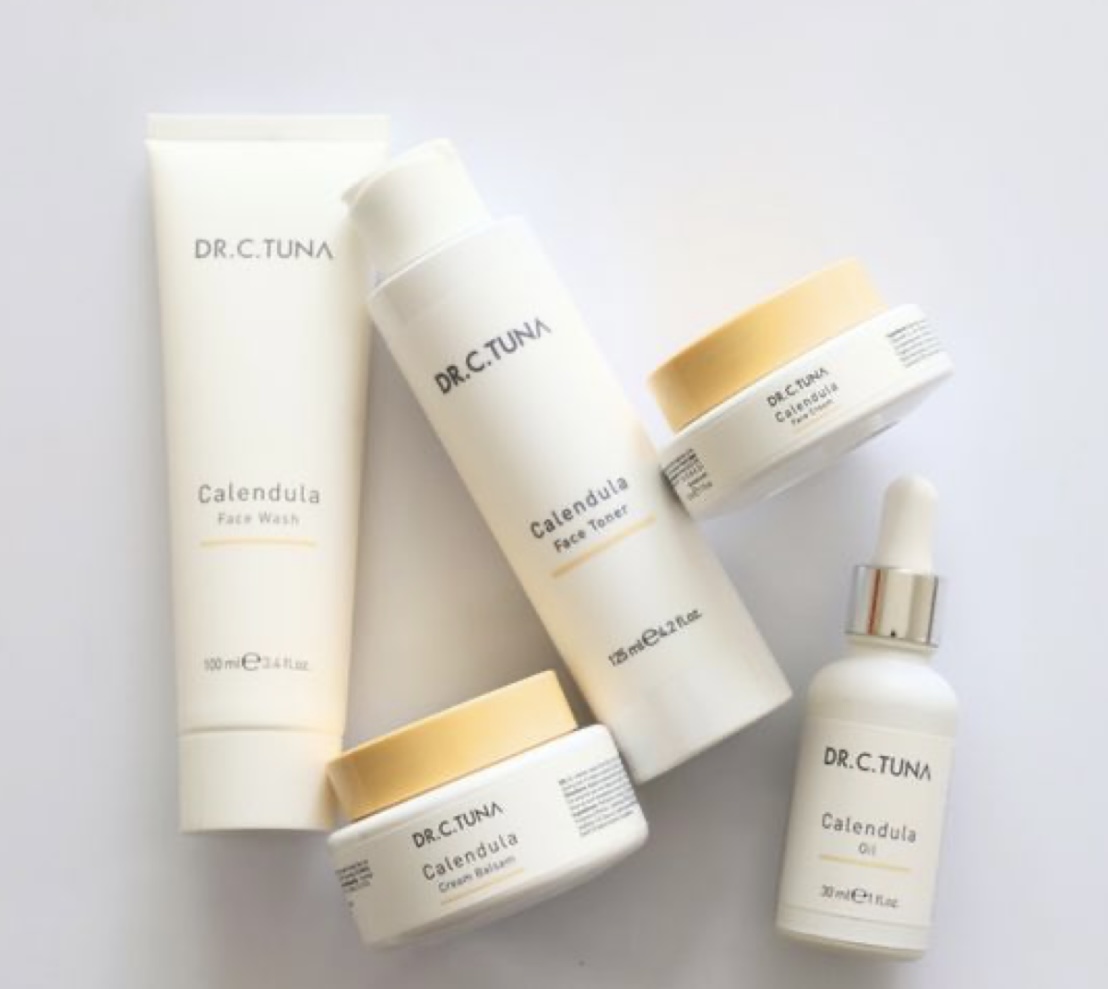 DR.C.TUNA
Calendula
Face Wash
100 ml e 3.4 fl.oz.
DR.C.TUNA
Calendula
Face Toner
125 ml e 4.2 fl.oz.
DR.C.TUNA
Calendula
Face Cream
DR.C.TUNA
Calendula
Cream Balsam
DR.C.TUNA
Calendula
Oil
30 ml e 1 fl.oz.